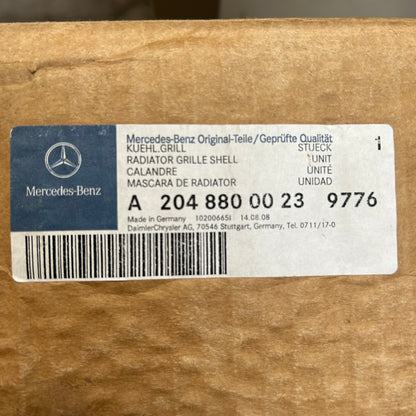 Mercedes-Benz
Mercedes-Benz Original-Teile/Geprüfte Qualität
KUEHL.GRILL STUECK 1
RADIATOR GRILLE SHELL UNIT
CALANDRE UNITÉ
MASCARA DE RADIATOR UNIDAD
A 204 880 00 23 9776
Made in Germany 10200665I 14.08.08
DaimlerChrysler AG, 70546 Stuttgart, Germany, Tel. 0711/17-0